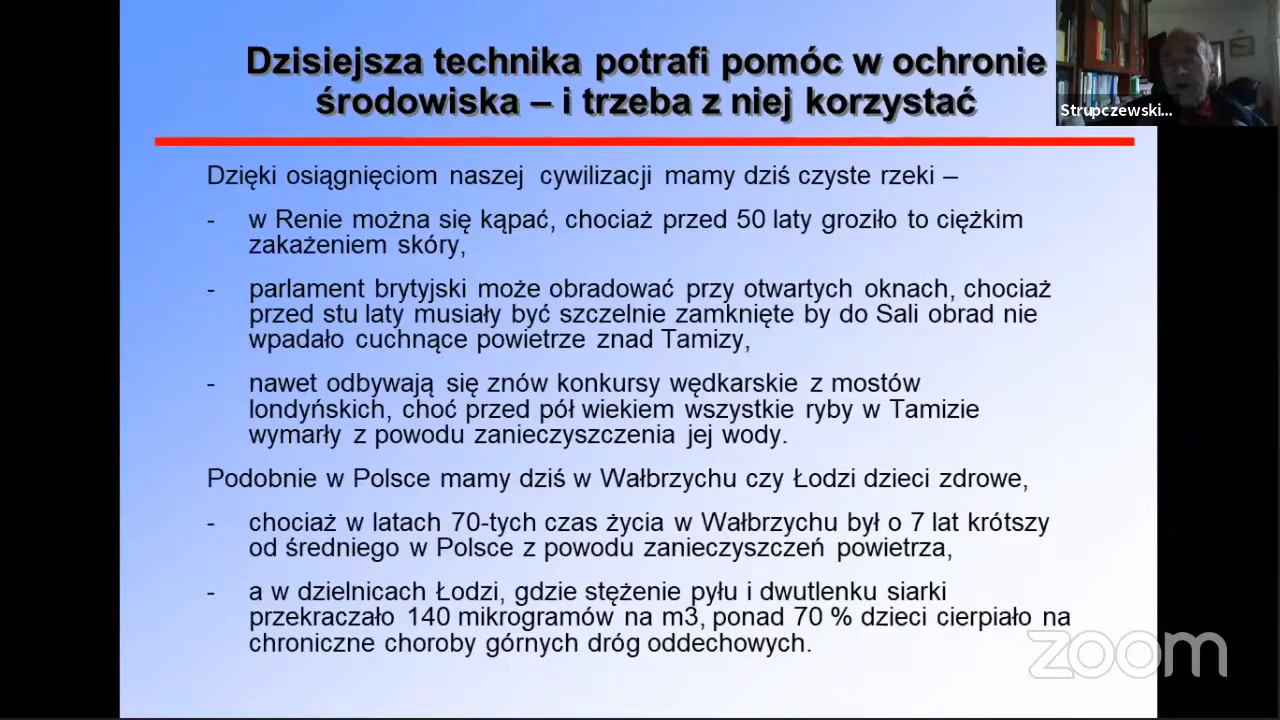 Dzisiejsza technika potrafi pomóc w ochronie
środowiska – i trzeba z niej korzystać
Strupczewski...
Dzięki osiągnięciom naszej cywilizacji mamy dziś czyste rzeki –
- w Renie można się kąpać, chociaż przed 50 laty groziło to ciężkim
zakażeniem skóry,
- parlament brytyjski może obradować przy otwartych oknach, chociaż
przed stu laty musiały być szczelnie zamknięte by do Sali obrad nie
wpadało cuchnące powietrze znad Tamizy,
- nawet odbywają się znów konkursy wędkarskie z mostów
londyńskich, choć przed pół wiekiem wszystkie ryby w Tamizie
wymarły z powodu zanieczyszczenia jej wody.
Podobnie w Polsce mamy dziś w Wałbrzychu czy Łodzi dzieci zdrowe,
- chociaż w latach 70-tych czas życia w Wałbrzychu był o 7 lat krótszy
od średniego w Polsce z powodu zanieczyszczeń powietrza,
- a w dzielnicach Łodzi, gdzie stężenie pyłu i dwutlenku siarki
przekraczało 140 mikrogramów na m3, ponad 70 % dzieci cierpiało na
chroniczne choroby górnych dróg oddechowych.
zoom